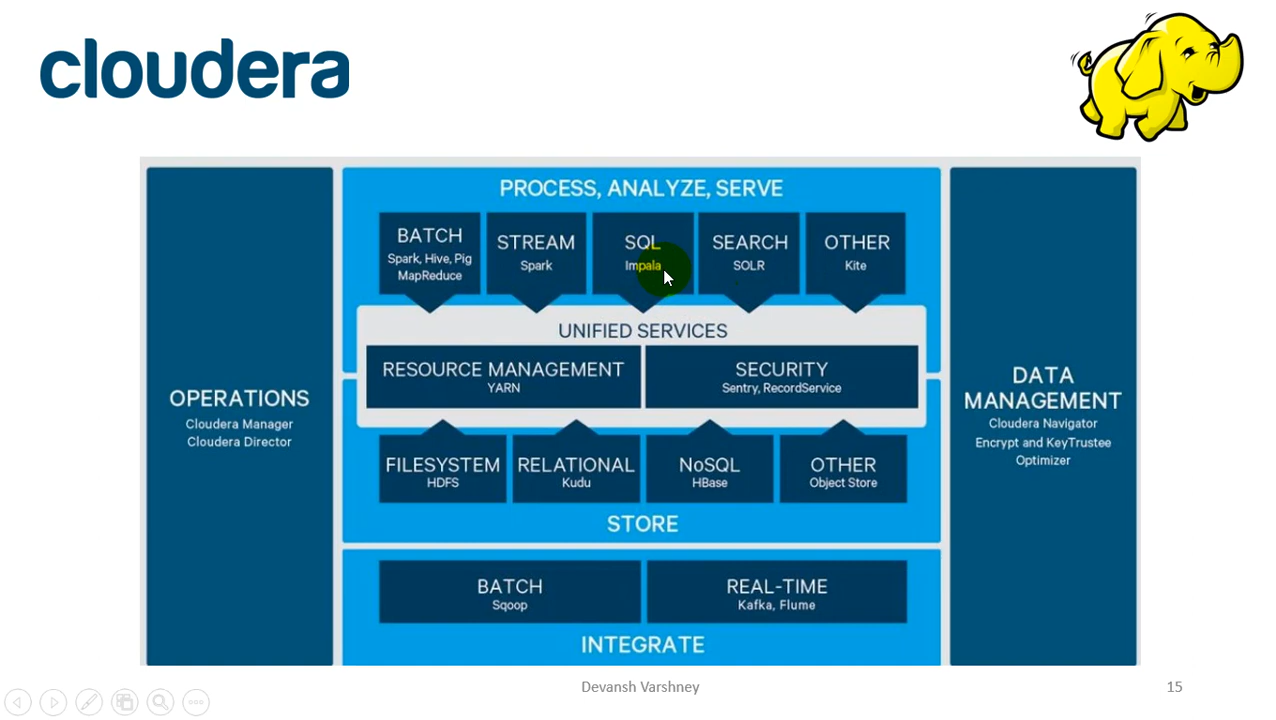 cloudera
PROCESS, ANALYZE, SERVE
BATCH
Spark, Hive, Pig
MapReduce
STREAM
Spark
SQL
Impala
SEARCH
SOLR
OTHER
Kite
UNIFIED SERVICES
RESOURCE MANAGEMENT
YARN
SECURITY
Sentry, RecordService
OPERATIONS
Cloudera Manager
Cloudera Director
DATA
MANAGEMENT
Cloudera Navigator
Encrypt and KeyTrustee
Optimizer
FILESYSTEM
HDFS
RELATIONAL
Kudu
NoSQL
HBase
OTHER
Object Store
STORE
BATCH
Sqoop
REAL-TIME
Kafka, Flume
INTEGRATE
Devansh Varshney
15